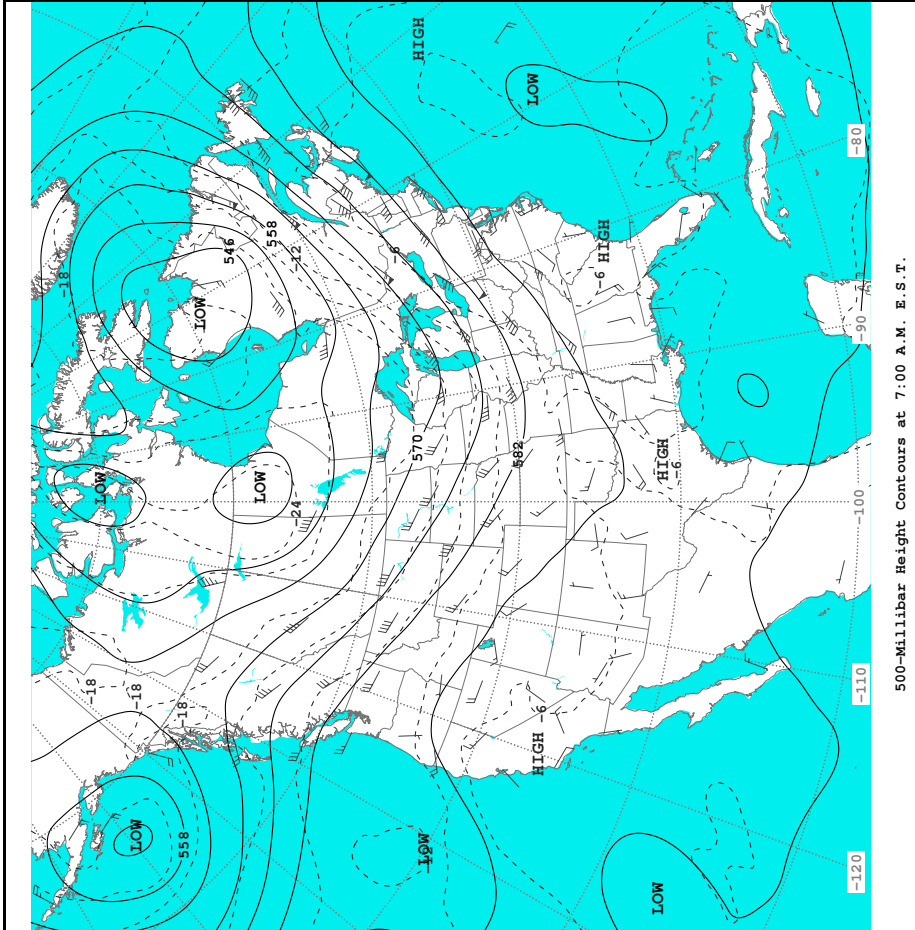 HIGH
LOW
-80
558
546
-12
-6
HIGH
-6
-18
LOW
-90
570
582
HIGH
-6
LOW
LOW
-24
-100
-18
-18
-18
HIGH -6
-110
LOW
558
LOW
LOW
-120
500-Millibar Height Contours at 7:00 A.M. E.S.T.